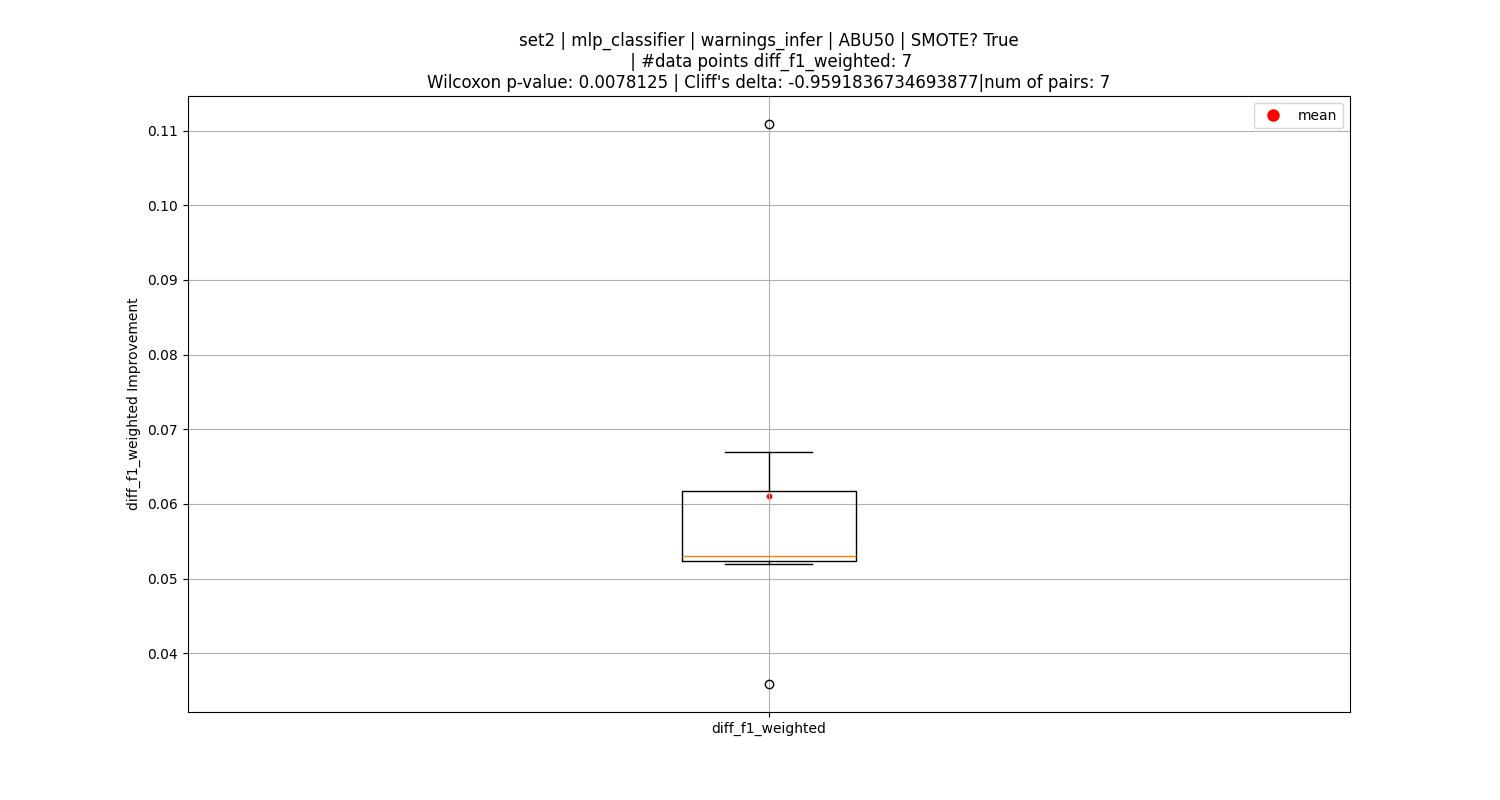 set2 | mlp_classifier | warnings_infer | ABU50 | SMOTE? True
| #data points diff_f1_weighted: 7
Wilcoxon p-value: 0.0078125 | Cliff's delta: -0.9591836734693877|num of pairs: 7
mean
0.11
0.10
0.09
0.08
0.07
0.06
0.05
0.04
diff_f1_weighted Improvement
diff_f1_weighted